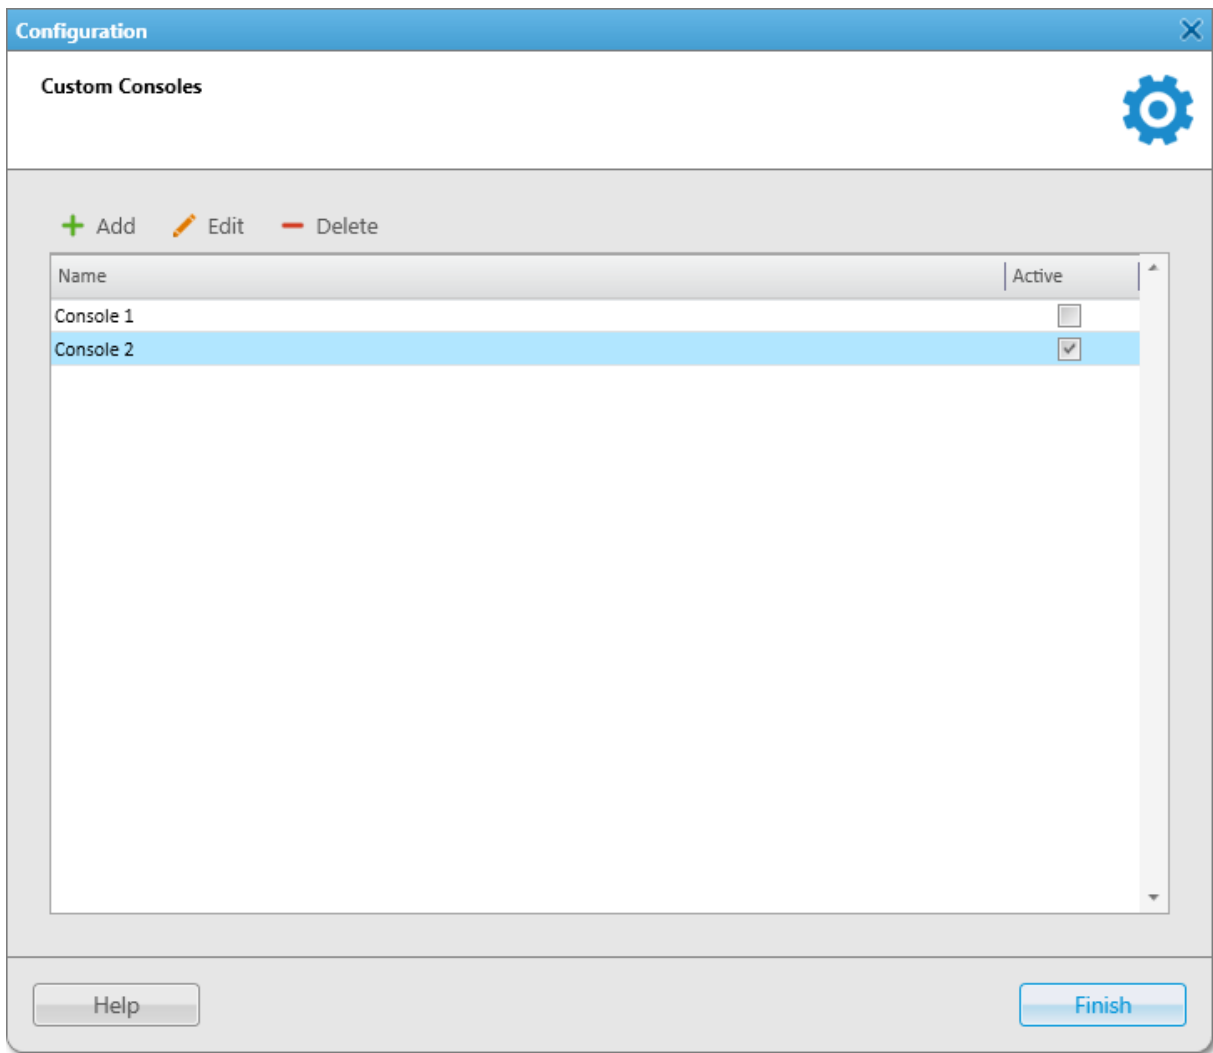 Configuration
Custom Consoles
Add Edit Delete
Name Active
Console 1
Console 2
Help Finish